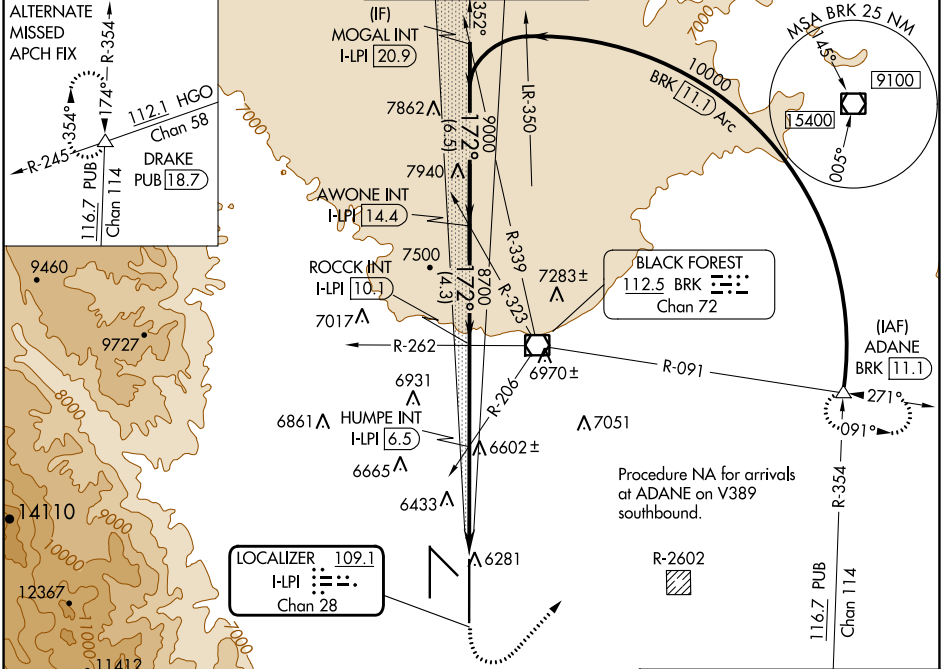 ALTERNATE
MISSED
APCH FIX
R-354
174°
354°
112.1 HGO
Chan 58
R-245
DRAKE
PUB 18.7
116.7 PUB
Chan 114
(IF)
MOGAL INT
I-LPI 20.9
352°
7000
MSA BRK 25 NM
145°
9100
15400
005°
10000
BRK 11.1 Arc
LR-350
7000
7862
172°
(6.5)
9000
7940
AWONE INT
I-LPI 14.4
R-339
R-323
7500
172°
(4.3)
8700
ROCCK INT
I-LPI 10.1
7017
7283±
BLACK FOREST
112.5 BRK
Chan 72
9460
9727
R-262
6970±
R-091
(IAF)
ADANE
BRK 11.1
271°
091°
8000
6931
R-206
6861
HUMPE INT
I-LPI 6.5
7051
6602±
6665
6433
Procedure NA for arrivals
at ADANE on V389
southbound.
R-354
14110
9000
10000
LOCALIZER 109.1
I-LPI
Chan 28
6281
R-2602
12367
11000
7000
116.7 PUB
Chan 114
11412